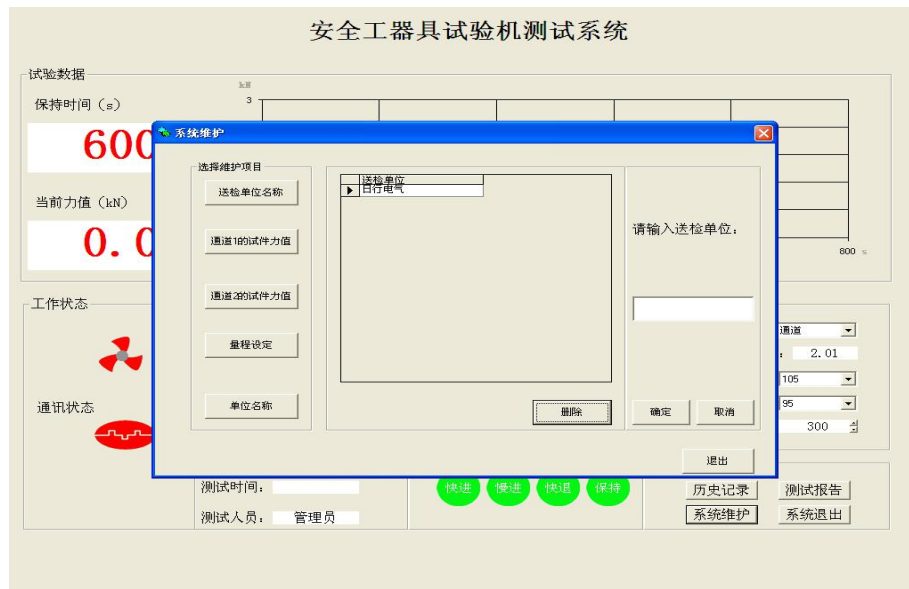 安全工器具试验机测试系统
试验数据
kN
保持时间（s）
3
600
系统维护
选择维护项目
送检单位名称
送检单位
日行电气
当前力值（kN）
请输入送检单位：
通道1的试件力值
0.0
800 s
通道2的试件力值
工作状态
通道
量程设定
： 2.01
105
通讯状态
单位名称
删除
确定
取消
95
300
退出
测试时间：
快进
慢进
快退
保持
历史记录
测试报告
测试人员： 管理员
系统维护
系统退出